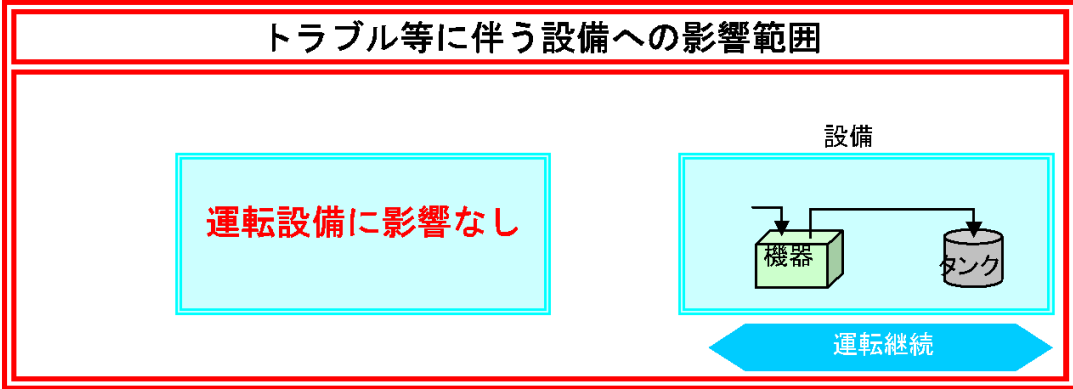 トラブル等に伴う設備への影響範囲
設備
運転設備に影響なし
機器
タンク
運転継続